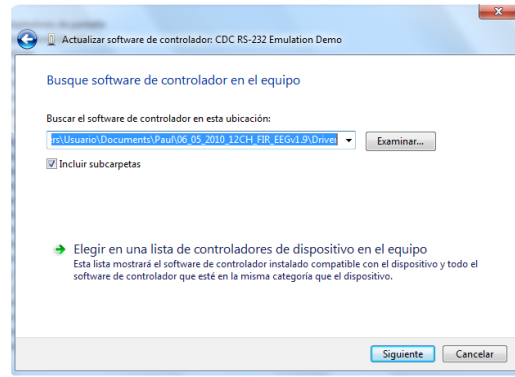 Actualizar software de controlador: CDC RS-232 Emulation Demo
Busque software de controlador en el equipo
Buscar el software de controlador en esta ubicación:
ers\Usuario\Documents\Paul\06_05_2010_12CH_FIR_EEGv1.9\Driver
Examinar...
Incluir subcarpetas
Elegir en una lista de controladores de dispositivo en el equipo
Esta lista mostrará el software de controlador instalado compatible con el dispositivo y todo el
software de controlador que esté en la misma categoría que el dispositivo.
Siguiente
Cancelar